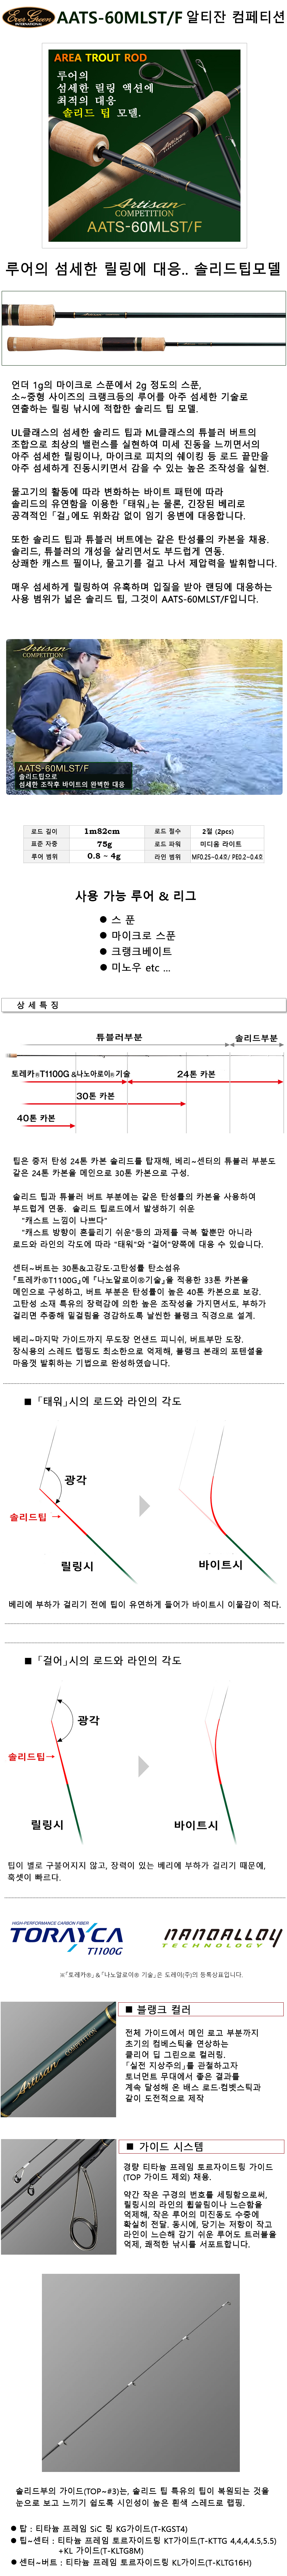 Ever Green
INTERNATIONAL
AATS-60MLST/F 알티잔 컴페티션
AREA TROUT ROD
루어의
섬세한 릴링 액션에
최적의 대응
솔리드 팁 모델.
Artisan
COMPETITION
AATS-60MLST/F
루어의 섬세한 릴링에 대응.. 솔리드팁모델
언더 1g의 마이크로 스푼에서 2g 정도의 스푼,
소~중형 사이즈의 크랭크등의 루어를 아주 섬세한 기술로
연출하는 릴링 낚시에 적합한 솔리드 팁 모델.
UL클래스의 섬세한 솔리드 팁과 ML클래스의 튜블러 버트의
조합으로 최상의 밸런스를 실현하여 미세 진동을 느끼면서의
아주 섬세한 릴링이나, 마이크로 피치의 쉐이킹 등 로드 끝만을
아주 섬세하게 진동시키면서 감을 수 있는 높은 조작성을 실현.
물고기의 활동에 따라 변화하는 바이트 패턴에 따라
솔리드의 유연함을 이용한 「태워」는 물론, 긴장된 베리로
공격적인 「걸」에도 위화감 없이 임기 응변에 대응합니다.
또한 솔리드 팁과 튜블러 버트에는 같은 탄성률의 카본을 채용.
솔리드, 튜블러의 개성을 살리면서도 부드럽게 연동.
상쾌한 캐스트 필이나, 물고기를 걸고 나서 제압력을 발휘합니다.
매우 섬세하게 릴링하여 유혹하며 입질을 받아 랜딩에 대응하는
사용 범위가 넓은 솔리드 팁, 그것이 AATS-60MLST/F입니다.
Artisan
COMPETITION
AATS-60MLST/F
솔리드팁으로
섬세한 조작후 바이트의 완벽한 대응
로드 길이 1m82cm 로드 절수 2절 (2pcs)
표준 자중 75g 로드 파워 미디움 라이트
루어 범위 0.8 ~ 4g 라인 범위 MF0.25-0.4호/ PE0.2-0.4호
사용 가능 루어 & 리그
● 스 푼
● 마이크로 스푼
● 크랭크베이트
● 미노우 etc ...
상 세 특 징
튜블러부분 솔리드부분
토레카®T1100G &나노아로이®기술 24톤 카본
30톤 카본
40톤 카본
팁은 중저 탄성 24톤 카본 솔리드를 탑재해, 베리~센터의 튜블러 부분도
같은 24톤 카본을 메인으로 30톤 카본으로 구성.
솔리드 팁과 튜블러 버트 부분에는 같은 탄성률의 카본을 사용하여
부드럽게 연동. 솔리드 팁로드에서 발생하기 쉬운
"캐스트 느낌이 나쁘다"
"캐스트 방향이 흔들리기 쉬운"등의 과제를 극복 할뿐만 아니라
로드와 라인의 각도에 따라 "태워"와 "걸어"양쪽에 대응 수 있습니다.
센터~버트는 30톤&고강도·고탄성률 탄소섬유
『토레카®T1100G』에 『나노알로이®기술』을 적용한 33톤 카본을
메인으로 구성하고, 버트 부분은 탄성률이 높은 40톤 카본으로 보강.
고탄성 소재 특유의 장력감에 의한 높은 조작성을 가지면서도, 부하가
걸리면 추종해 밑걸림을 경감하도록 날씬한 블랭크 직경으로 설계.
베리~마지막 가이드까지 무도장 언샌드 피니쉬, 버트부만 도장.
장식용의 스레드 랩핑도 최소한으로 억제해, 블랭크 본래의 포텐셜을
마음껏 발휘하는 기법으로 완성하였습니다.
■ 「태워」시의 로드와 라인의 각도
광각
솔리드팁 →
릴링시
바이트시
베리에 부하가 걸리기 전에 팁이 유연하게 들어가 바이트시 이물감이 적다.
■ 「걸어」시의 로드와 라인의 각도
광각
솔리드팁→
릴링시
바이트시
팁이 별로 구불어지지 않고, 장력이 있는 베리에 부하가 걸리기 때문에,
훅셋이 빠르다.
HIGH-PERFORMANCE CARBON FIBER
TORAYCA
T1100G
NANOALLOY
TECHNOLOGY
※「토레카®」&「나노알로이® 기술」은 도레이(주)의 등록상표입니다.
Artisan COMPETITION
■ 블랭크 컬러
전체 가이드에서 메인 로고 부분까지
초기의 컴배스틱을 연상하는
클리어 딥 그린으로 컬러링.
「실전 지상주의」를 관철하고자
토너먼트 무대에서 좋은 결과를
계속 달성해 온 배스 로드·컴벳스틱과
같이 도전적으로 제작
■ 가이드 시스템
경량 티타늄 프레임 토르자이드링 가이드
(TOP 가이드 제외) 채용.
약간 작은 구경의 번호를 세팅함으로써,
릴링시의 라인의 휩쓸림이나 느슨함을
억제해, 작은 루어의 미진동도 수중에
확실히 전달. 동시에, 당기는 저항이 작고
라인이 느슨해 감기 쉬운 루어도 트러블을
억제, 쾌적한 낚시를 서포트합니다.
솔리드부의 가이드(TOP~#3)는, 솔리드 팁 특유의 팁이 복원되는 것을
눈으로 보고 느끼기 쉽도록 시인성이 높은 흰색 스레드로 랩핑.
● 탑 : 티타늄 프레임 SiC 링 KG가이드(T-KGST4)
● 팁~센터 : 티타늄 프레임 토르자이드링 KT가이드(T-KTTG 4,4,4,4.5,5.5)
+KL 가이드(T-KLTG8M)
● 센터~버트 : 티타늄 프레임 토르자이드링 KL가이드(T-KLTG16H)